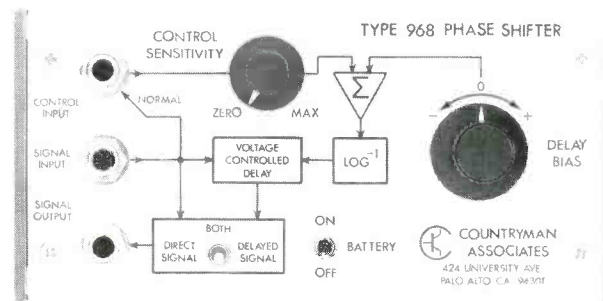 TYPE 968 PHASE SHIFTER
CONTROL
SENSITIVITY
ZERO
MAX
Σ
- 0 +
DELAY
BIAS
CONTROL
INPUT
NORMAL
SIGNAL
INPUT
VOLTAGE
CONTROLLED
DELAY
LOG⁻¹
SIGNAL
OUTPUT
BOTH
DIRECT
SIGNAL
DELAYED
SIGNAL
ON
BATTERY
OFF
COUNTRYMAN
ASSOCIATES
424 UNIVERSITY AVE
PALO ALTO CA